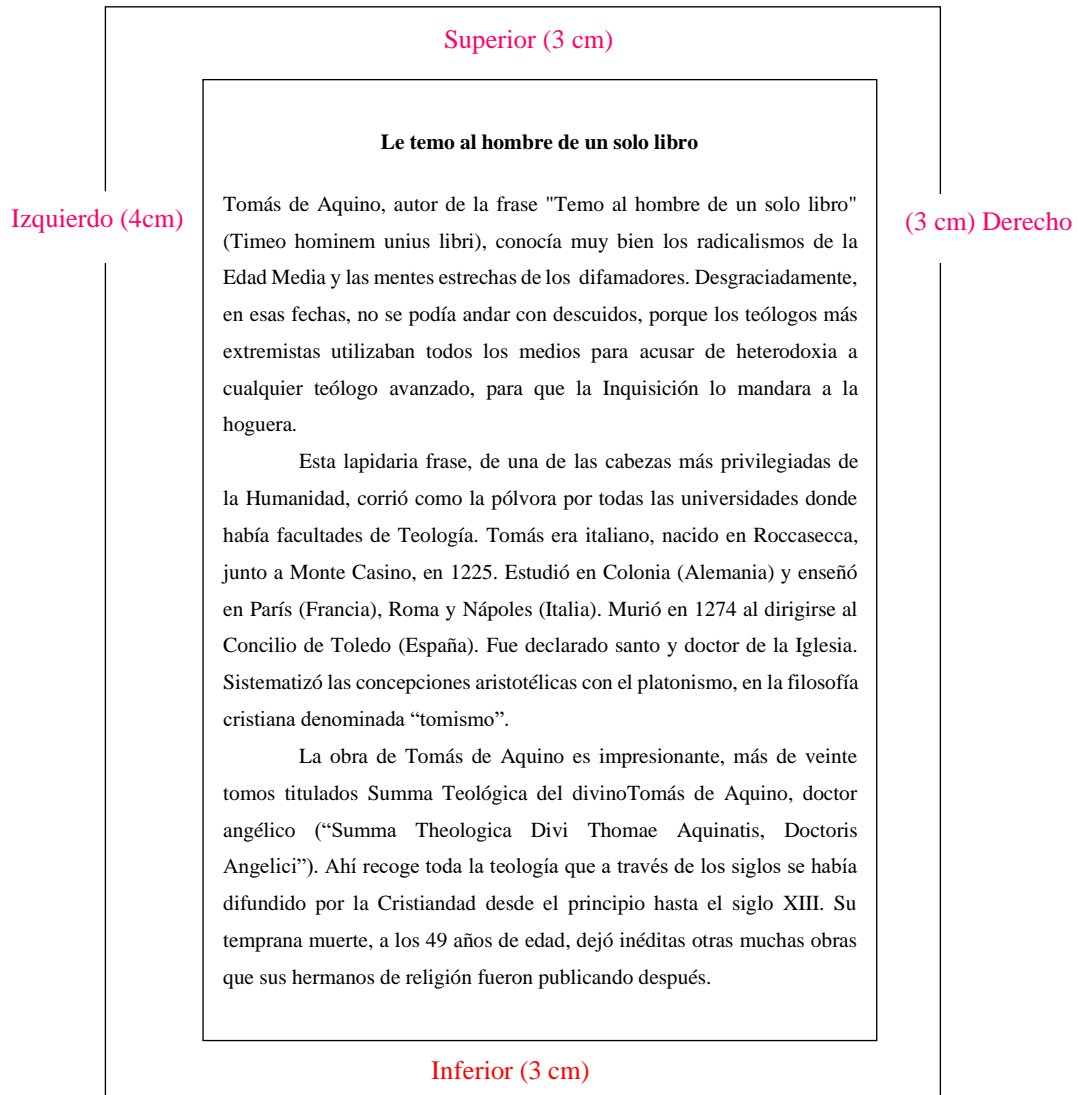 Superior (3 cm)
Le temo al hombre de un solo libro
Izquierdo (4cm)
(3 cm) Derecho
Tomás de Aquino, autor de la frase "Temo al hombre de un solo libro"
(Timeo hominem unius libri), conocía muy bien los radicalismos de la
Edad Media y las mentes estrechas de los difamadores. Desgraciadamente,
en esas fechas, no se podía andar con descuidos, porque los teólogos más
extremistas utilizaban todos los medios para acusar de heterodoxia a
cualquier teólogo avanzado, para que la Inquisición lo mandara a la
hoguera.
Esta lapidaria frase, de una de las cabezas más privilegiadas de
la Humanidad, corrió como la pólvora por todas las universidades donde
había facultades de Teología. Tomás era italiano, nacido en Roccasecca,
junto a Monte Casino, en 1225. Estudió en Colonia (Alemania) y enseñó
en París (Francia), Roma y Nápoles (Italia). Murió en 1274 al dirigirse al
Concilio de Toledo (España). Fue declarado santo y doctor de la Iglesia.
Sistematizó las concepciones aristotélicas con el platonismo, en la filosofía
cristiana denominada “tomismo”.
La obra de Tomás de Aquino es impresionante, más de veinte
tomos titulados Summa Teológica del divinoTomás de Aquino, doctor
angélico (“Summa Theologica Divi Thomae Aquinatis, Doctoris
Angelici”). Ahí recoge toda la teología que a través de los siglos se había
difundido por la Cristiandad desde el principio hasta el siglo XIII. Su
temprana muerte, a los 49 años de edad, dejó inéditas otras muchas obras
que sus hermanos de religión fueron publicando después.
Inferior (3 cm)